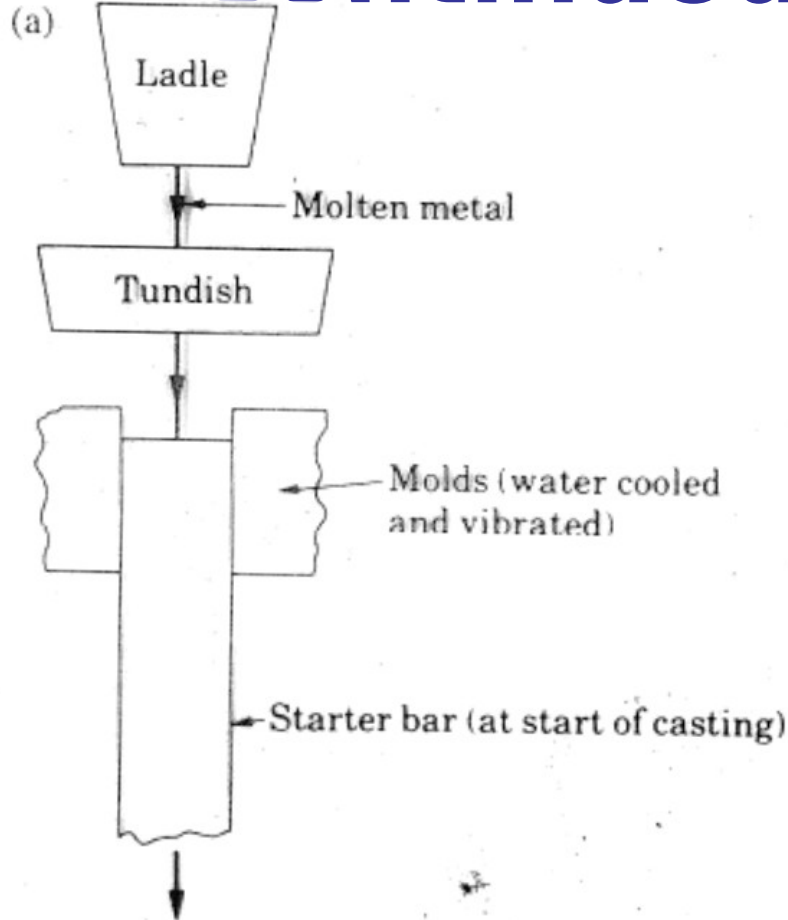 (a)
Ladle
Molten metal
Tundish
Molds (water cooled
and vibrated)
Starter bar (at start of casting)